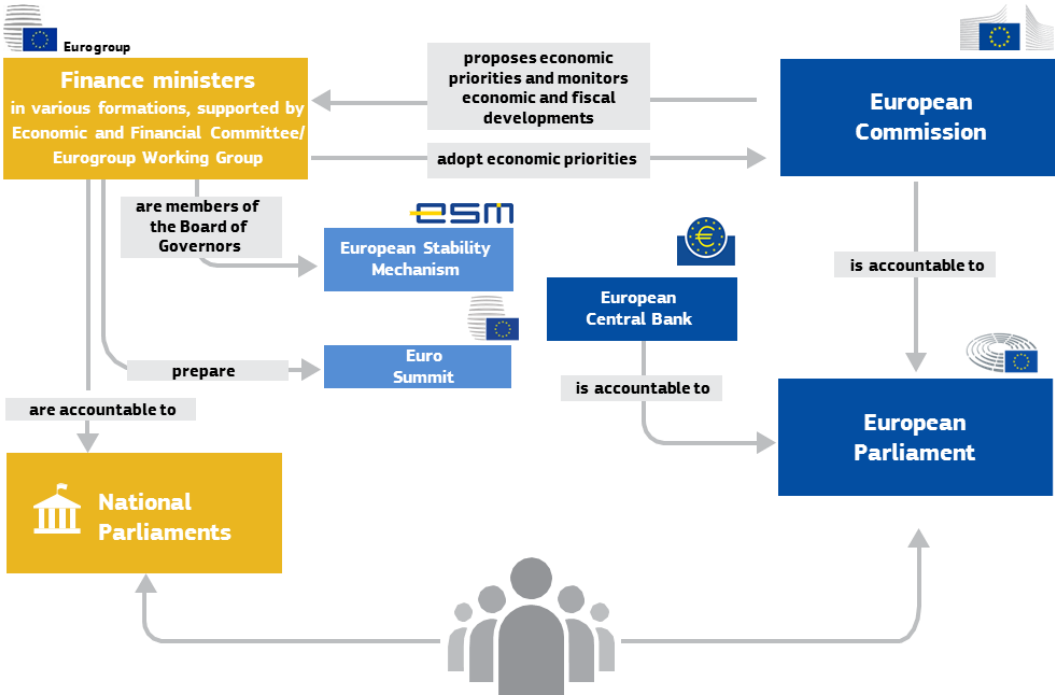 Eurogroup
Finance ministers
in various formations, supported by
Economic and Financial Committee/
Eurogroup Working Group
proposes economic
priorities and monitors
economic and fiscal
developments
adopt economic priorities
European
Commission
are members of
the Board of
Governors
esm
European Stability
Mechanism
€
European
Central Bank
is accountable to
Euro
Summit
prepare
is accountable to
are accountable to
European
Parliament
National
Parliaments